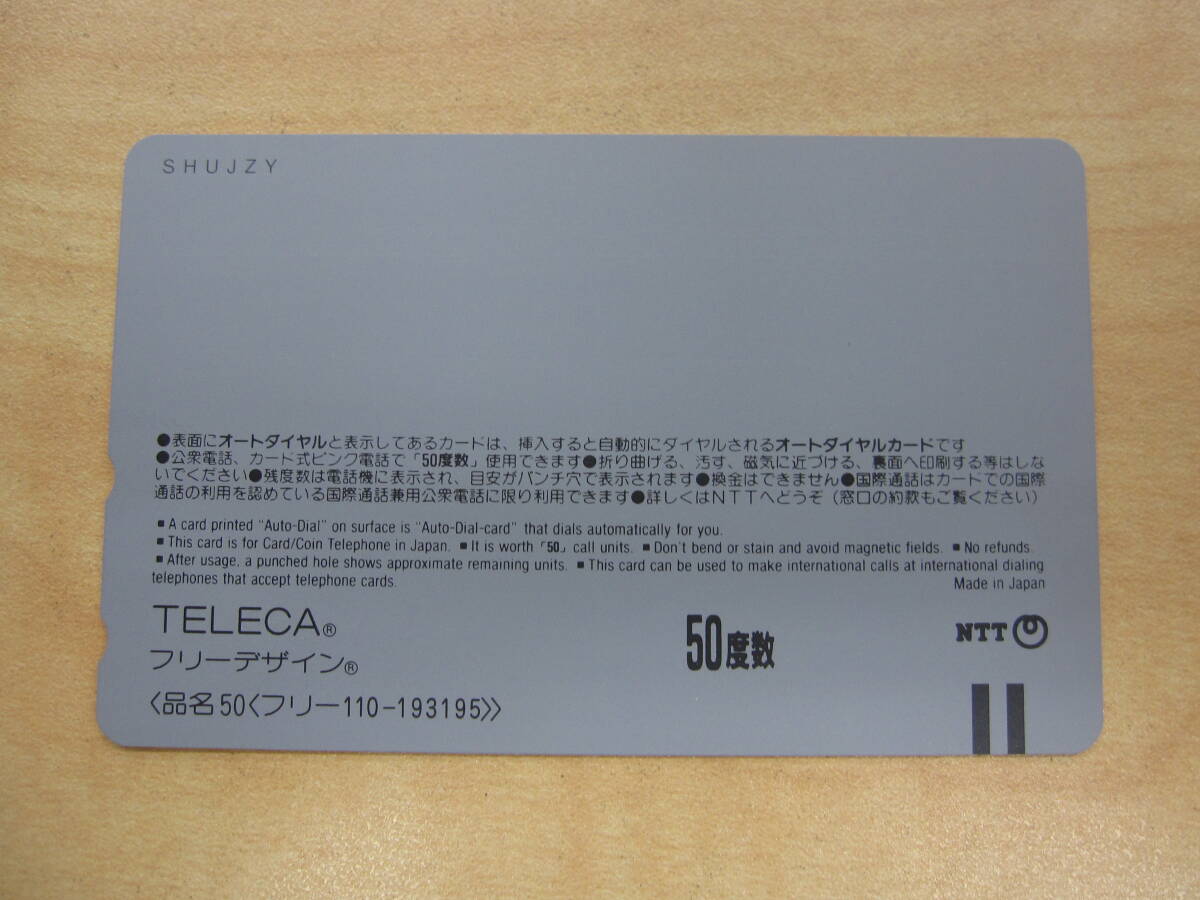 SHUJZY
●表面にオートダイヤルと表示してあるカードは、挿入すると自動的にダイヤルされるオートダイヤルカードです
●公衆電話、カード式ピンク電話で「50度数」使用できます●折り曲げる、汚す、磁気に近づける、裏面へ印刷する等はしな
いでください●残度数は電話機に表示され、目安がパンチ穴で表示されます●換金はできません●国際通話はカードでの国際
通話の利用を認めている国際通話兼用公衆電話に限り利用できます●詳しくはNTTへどうぞ（窓口の約款もご覧ください）
■ A card printed "Auto-Dial" on surface is "Auto-Dial-card" that dials automatically for you.
■ This card is for Card/Coin Telephone in Japan. ■ It is worth「50」call units. ■ Don't bend or stain and avoid magnetic fields. ■ No refunds.
■ After usage, a punched hole shows approximate remaining units. ■ This card can be used to make international calls at international dialing
telephones that accept telephone cards. Made in Japan
TELECA®
フリーデザイン®
50度数
NTT
〈品名50〈フリー110-193195〉〉